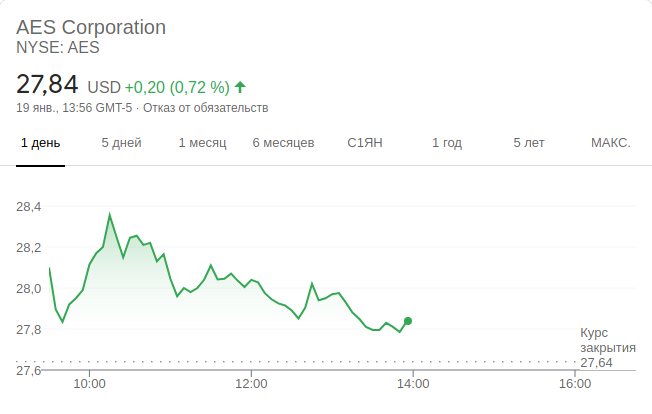 AES Corporation
NYSE: AES
27,84 USD +0,20 (0,72 %)
19 янв., 13:56 GMT-5 · Отказ от обязательств
1 день 5 дней 1 месяц 6 месяцев С1ЯН 1 год 5 лет МАКС.
28,4
28,2
28,0
27,8
27,6
Курс
закрытия
27,64
10:00 12:00 14:00 16:00